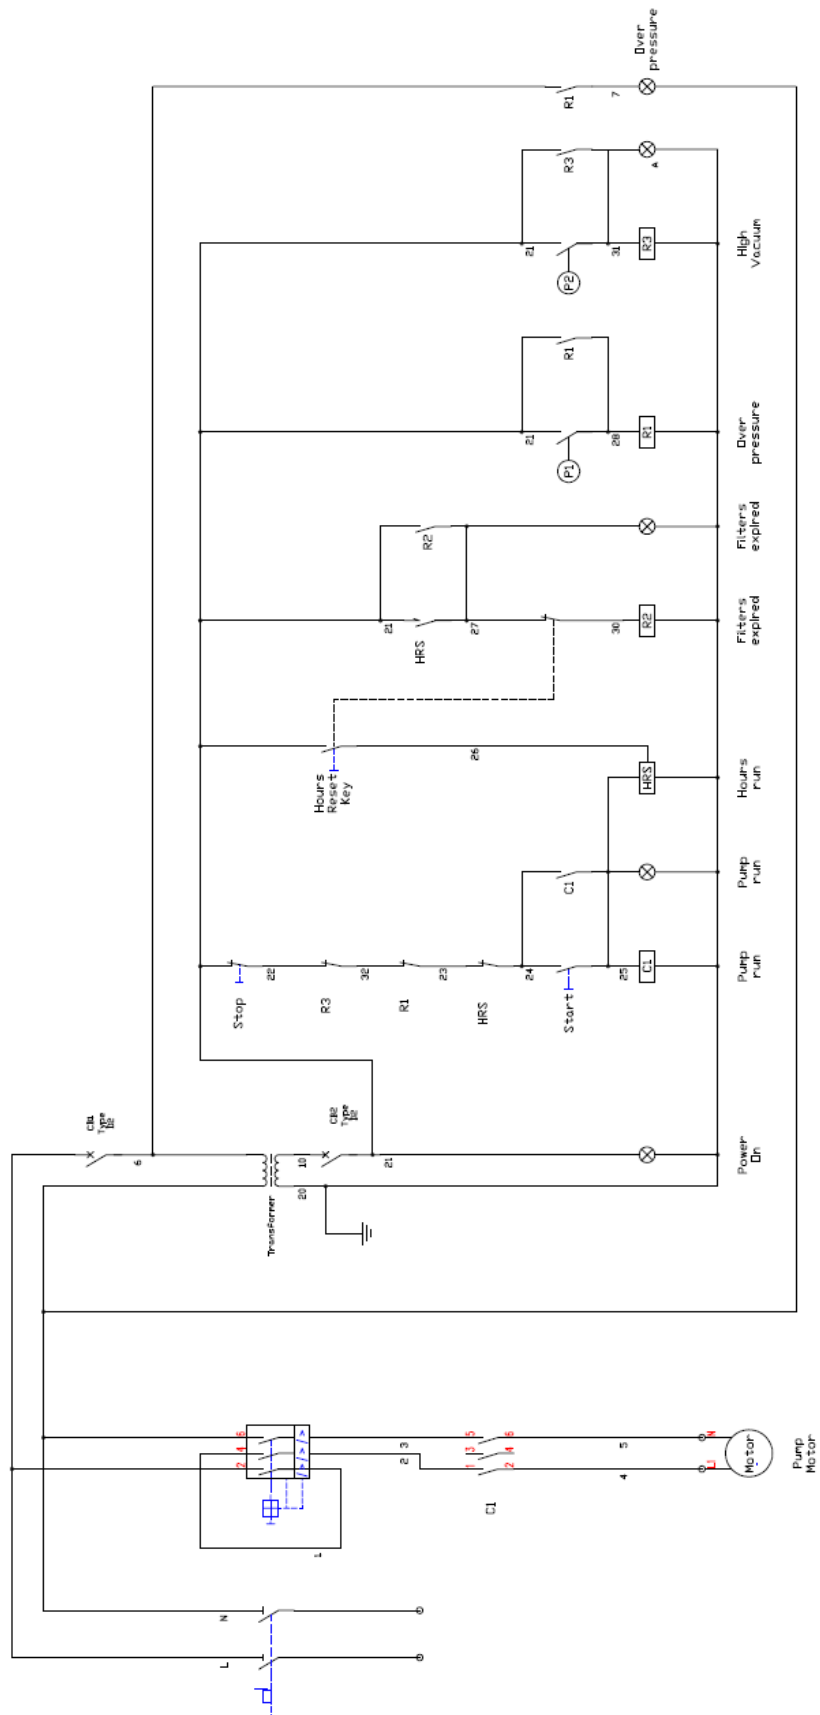 L
N
L
2
4
6
2
3
C1
1
3
5
2
4
6
4
5
L1
N
Motor
Pump
Motor
CB1
Type
D2
6
Transformer
20
10
CB2
Type
D2
21
Power
On
Stop
22
R3
32
R1
23
HRS
24
Start
25
C1
Pump
run
C1
Pump
run
Hours
Reset
Key
26
HRS
Hours
run
21
HRS
27
30
R2
Filters
expired
R2
Filters
expired
21
P1
28
R1
Over
pressure
R1
21
P2
31
R3
High
Vacuum
R3
A
R1
7
Over
pressure